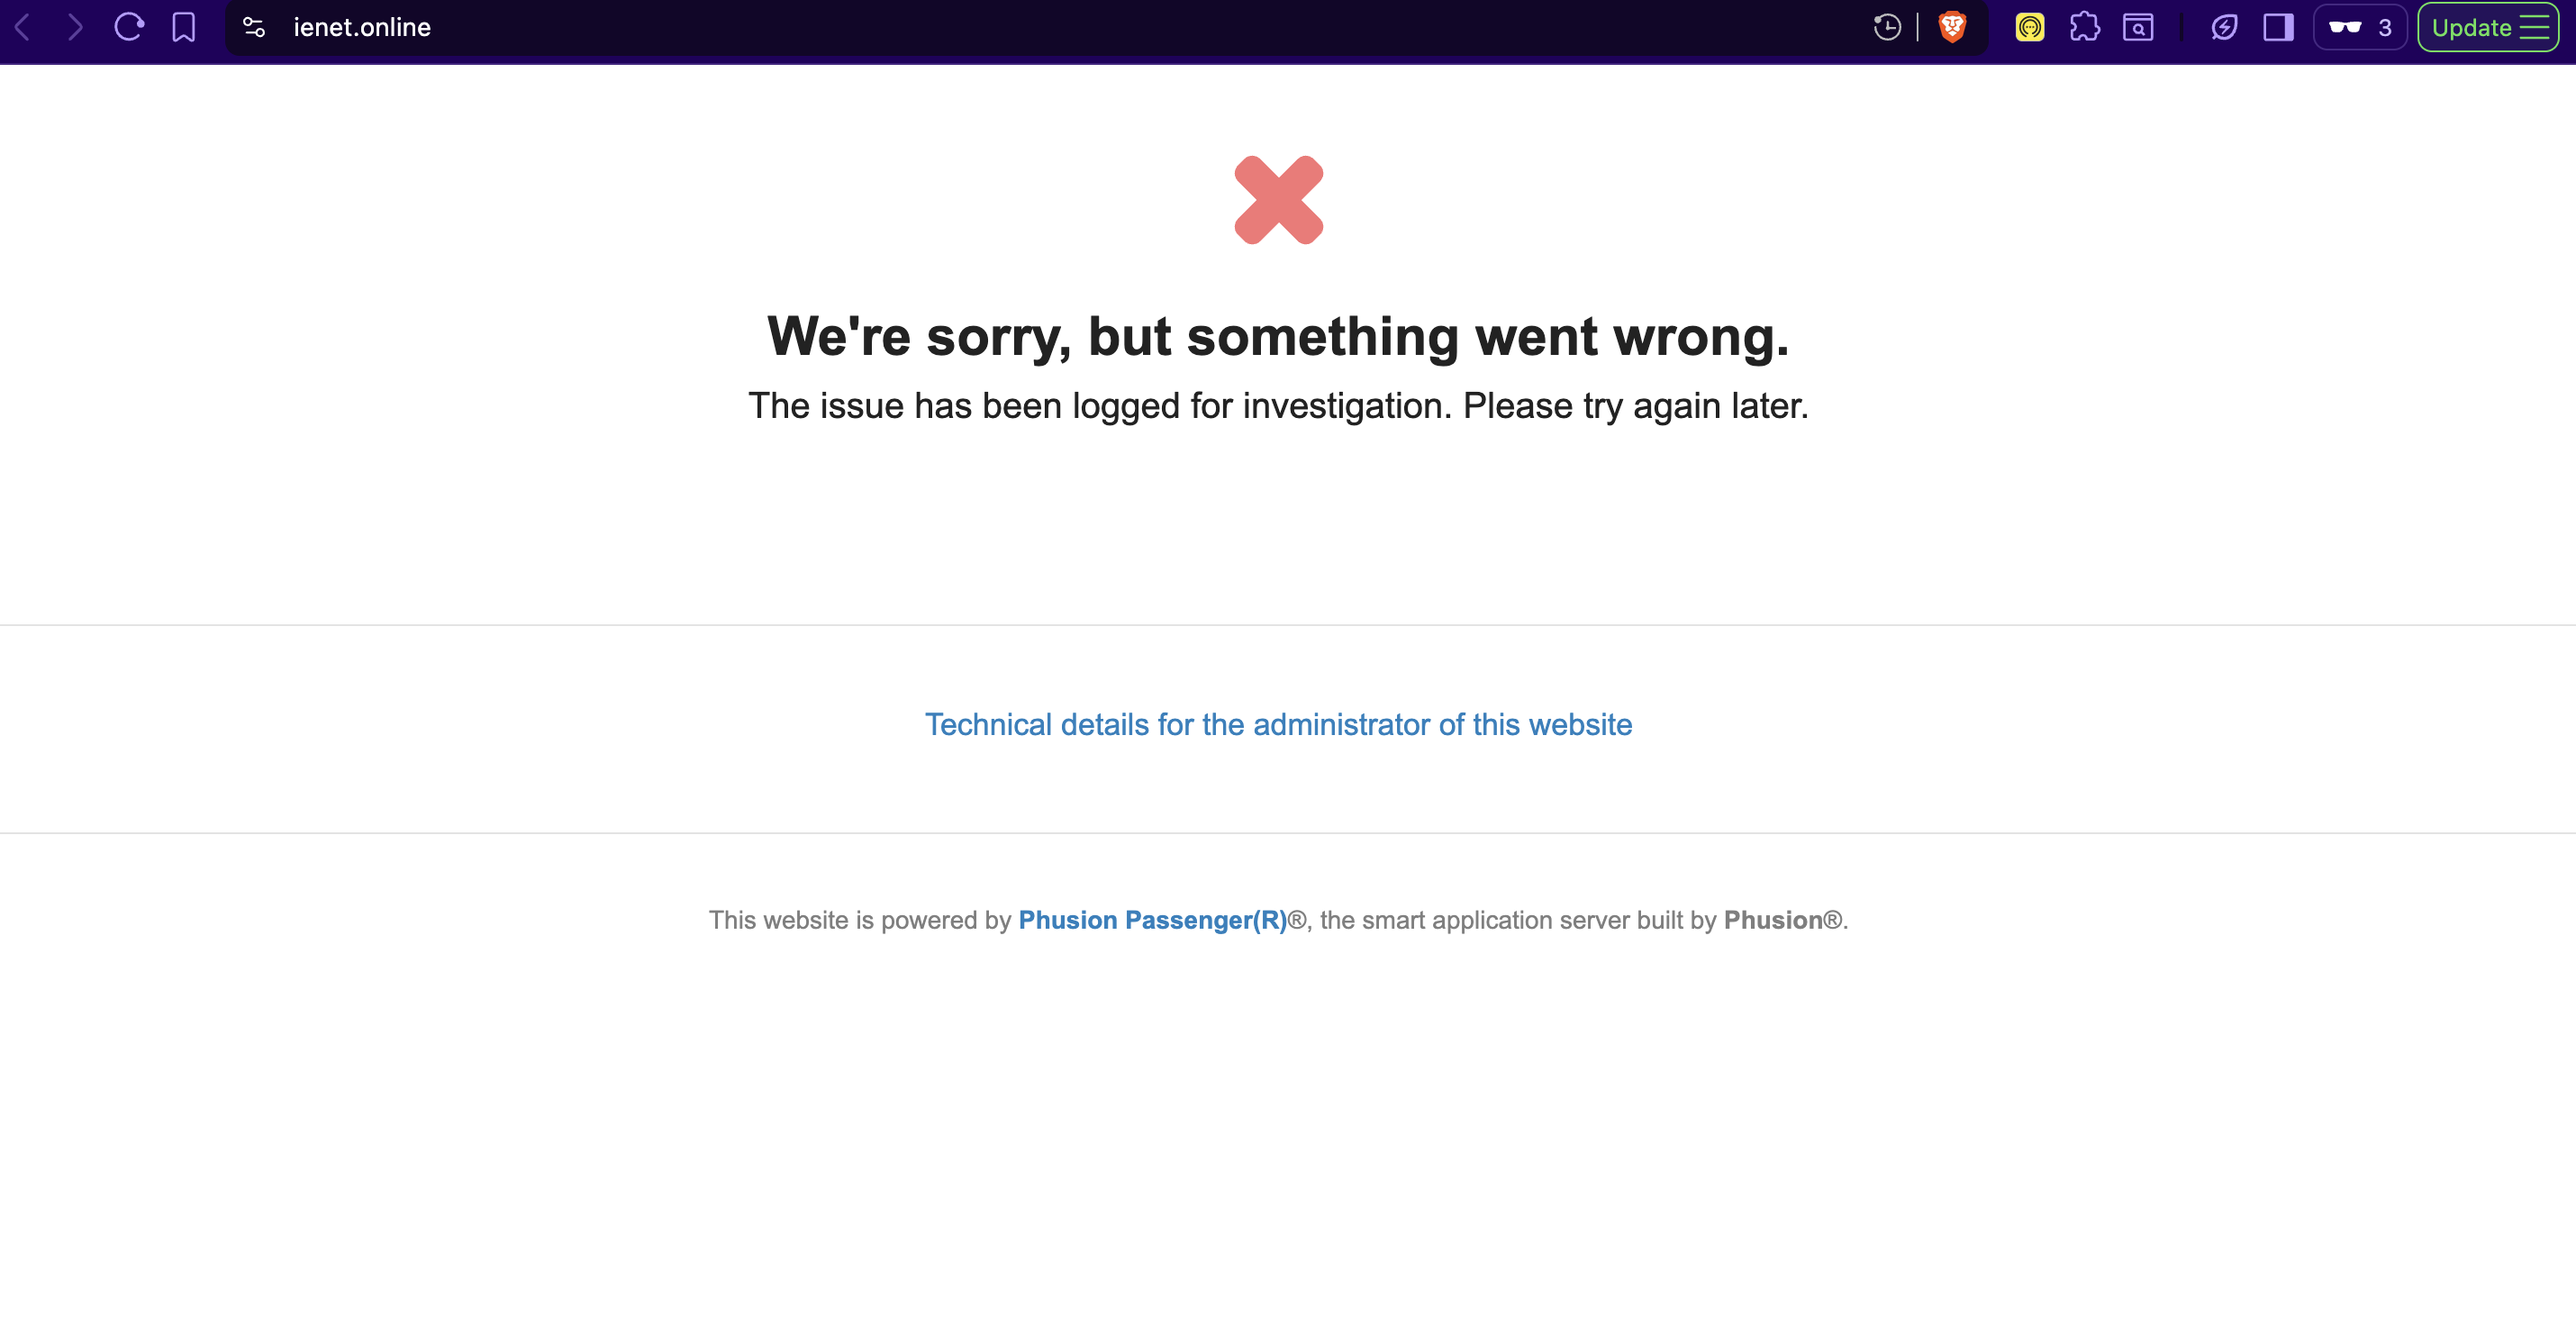 ienet.online
3
Update
We're sorry, but something went wrong.
The issue has been logged for investigation. Please try again later.
Technical details for the administrator of this website
This website is powered by Phusion Passenger(R)®, the smart application server built by Phusion®.